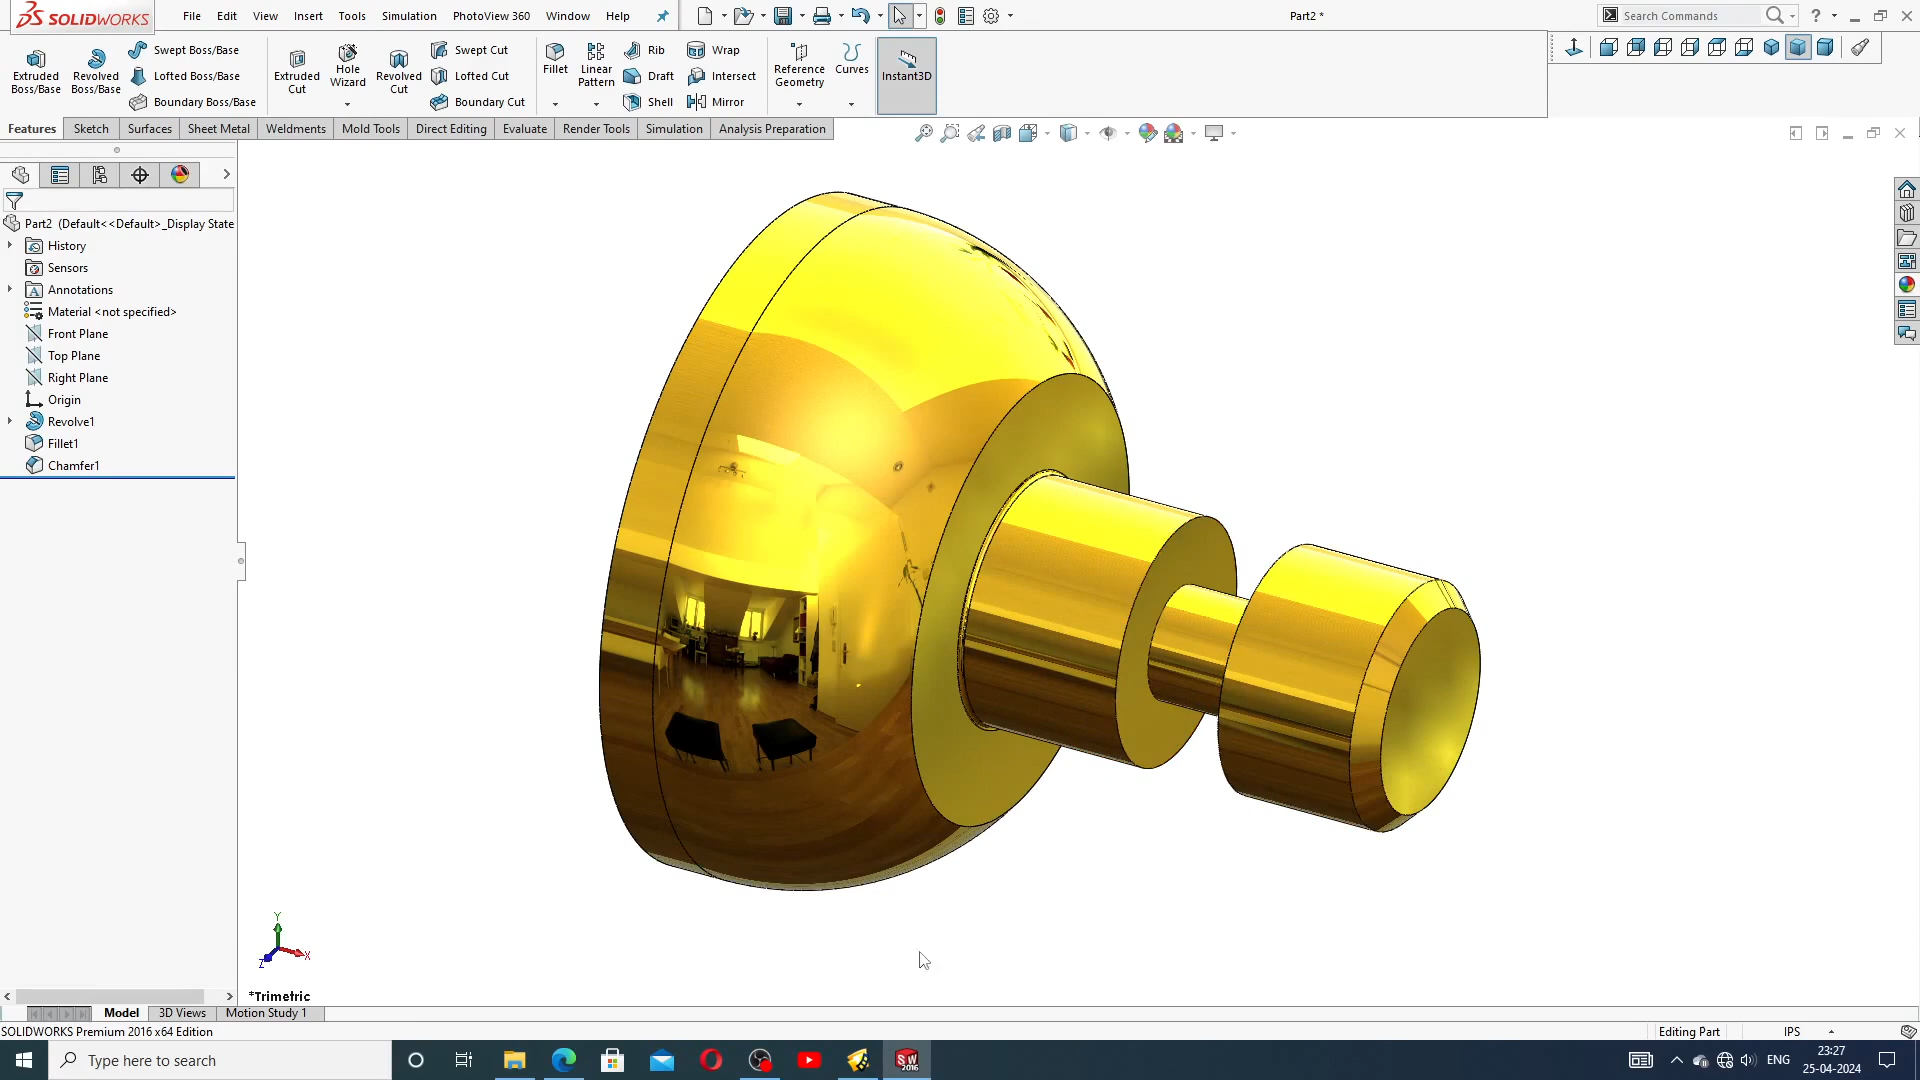 SOLIDWORKS File Edit View Insert Tools Simulation PhotoView 360 Window Help Part2 * Search Commands ?
Extruded Boss/Base Revolved Boss/Base Swept Boss/Base Lofted Boss/Base Boundary Boss/Base Extruded Cut Hole Wizard Revolved Cut Swept Cut Lofted Cut Boundary Cut Fillet Linear Pattern Rib Draft Shell Wrap Intersect Mirror Reference Geometry Curves Instant3D
Features Sketch Surfaces Sheet Metal Weldments Mold Tools Direct Editing Evaluate Render Tools Simulation Analysis Preparation
Part2 (Default<<Default>_Display State
History
Sensors
Annotations
Material <not specified>
Front Plane
Top Plane
Right Plane
Origin
Revolve1
Fillet1
Chamfer1
Y
X
Z
*Trimetric
Model 3D Views Motion Study 1
SOLIDWORKS Premium 2016 x64 Edition Editing Part IPS
Type here to search SW 2016 ENG 23:27
25-04-2024